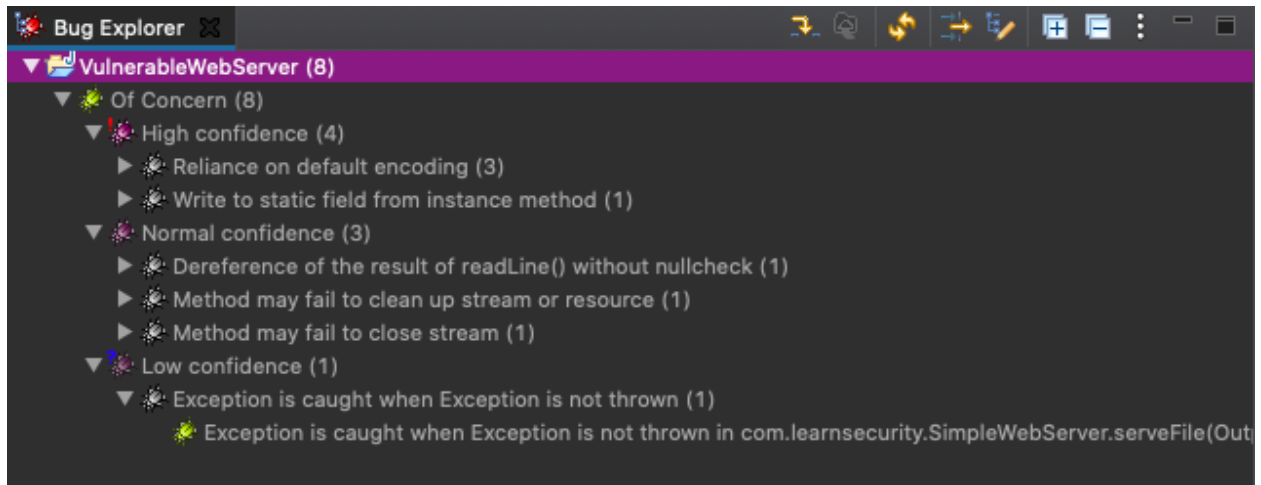 Bug Explorer
VulnerableWebServer (8)
Of Concern (8)
High confidence (4)
Reliance on default encoding (3)
Write to static field from instance method (1)
Normal confidence (3)
Dereference of the result of readLine() without nullcheck (1)
Method may fail to clean up stream or resource (1)
Method may fail to close stream (1)
Low confidence (1)
Exception is caught when Exception is not thrown (1)
Exception is caught when Exception is not thrown in com.learnsecurity.SimpleWebServer.serveFile(Out